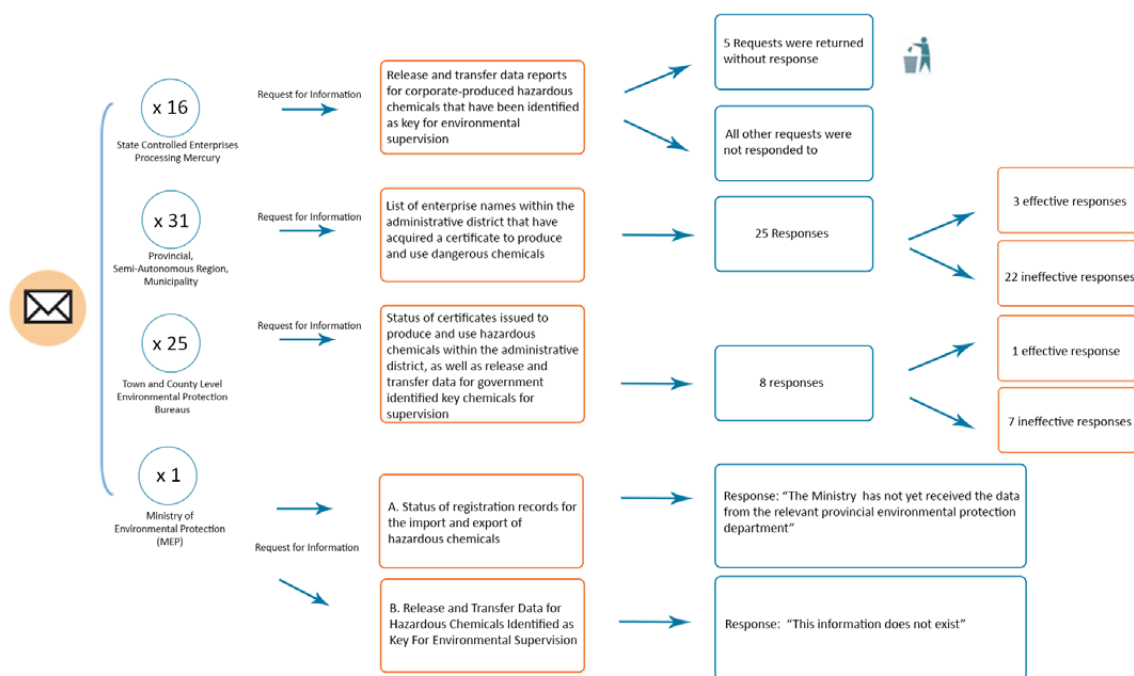 x 16
State Controlled Enterprises
Processing Mercury
Request for Information
Release and transfer data reports
for corporate-produced hazardous
chemicals that have been identified
as key for environmental
supervision
5 Requests were returned
without response
All other requests were
not responded to
x 31
Provincial,
Semi-Autonomous Region,
Municipality
Request for Information
List of enterprise names within the
administrative district that have
acquired a certificate to produce
and use dangerous chemicals
25 Responses
3 effective responses
22 ineffective responses
x 25
Town and County Level
Environmental Protection
Bureaus
Request for Information
Status of certificates issued to
produce and use hazardous
chemicals within the administrative
district, as well as release and
transfer data for government
identified key chemicals for
supervision
8 responses
1 effective response
7 ineffective responses
x 1
Ministry of
Environmental Protection
(MEP)
Request for Information
A. Status of registration records for
the import and export of
hazardous chemicals
Response: “The Ministry has not yet received the data
from the relevant provincial environmental protection
department”
B. Release and Transfer Data for
Hazardous Chemicals Identified as
Key For Environmental Supervision
Response: “This information does not exist”